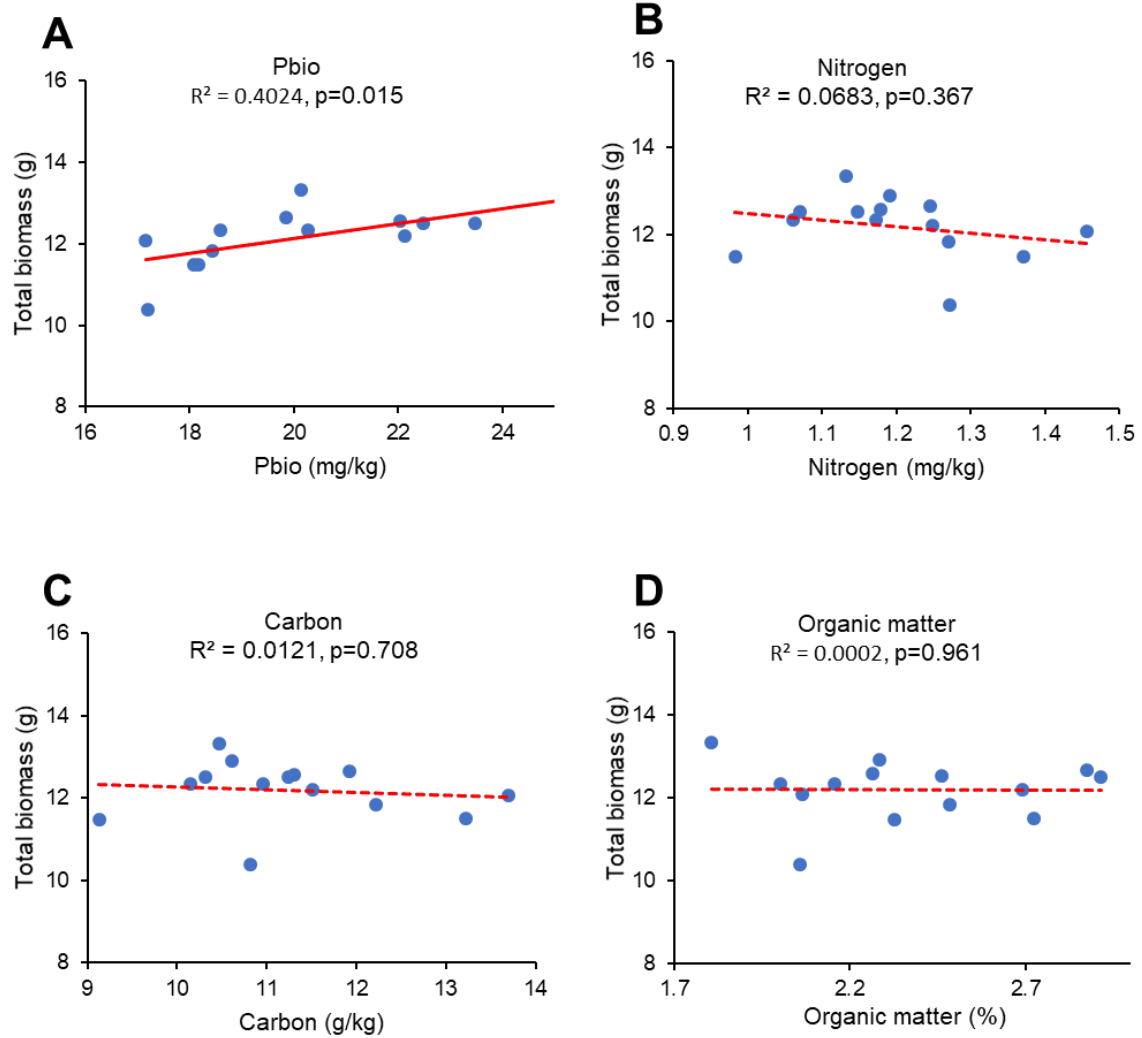 A
Pbio
R² = 0.4024, p=0.015
Total biomass (g)
16
14
12
10
8
16 18 20 22 24
Pbio (mg/kg)
B
Nitrogen
R² = 0.0683, p=0.367
Total biomass (g)
16
14
12
10
8
0.9 1 1.1 1.2 1.3 1.4 1.5
Nitrogen (mg/kg)
C
Carbon
R² = 0.0121, p=0.708
Total biomass (g)
16
14
12
10
8
9 10 11 12 13 14
Carbon (g/kg)
D
Organic matter
R² = 0.0002, p=0.961
Total biomass (g)
16
14
12
10
8
1.7 2.2 2.7
Organic matter (%)